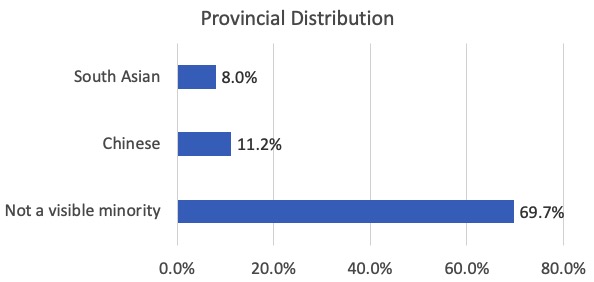 Provincial Distribution
South Asian 8.0%
Chinese 11.2%
Not a visible minority 69.7%
0.0% 20.0% 40.0% 60.0% 80.0%